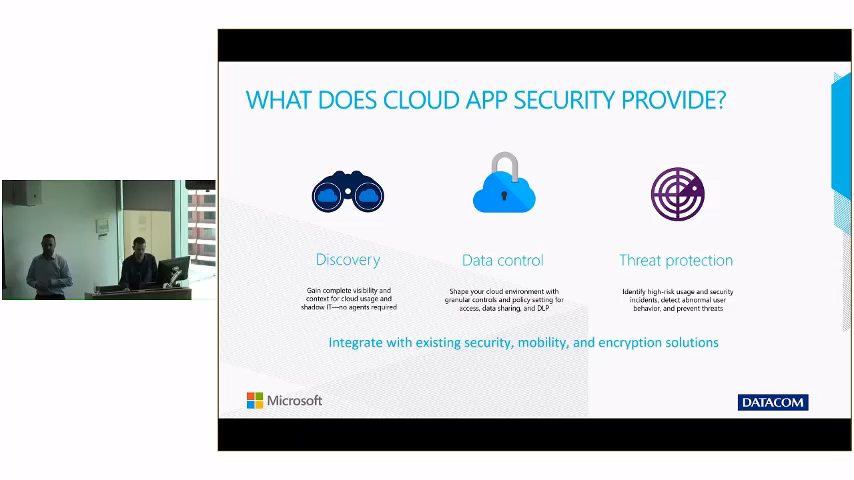 WHAT DOES CLOUD APP SECURITY PROVIDE?
Discovery
Gain complete visibility and
context for cloud usage and
shadow IT—no agents required
Data control
Shape your cloud environment with
granular controls and policy setting for
access, data sharing, and DLP
Threat protection
Identify high-risk usage and security
incidents, detect abnormal user
behavior, and prevent threats
Integrate with existing security, mobility, and encryption solutions
Microsoft
DATACOM